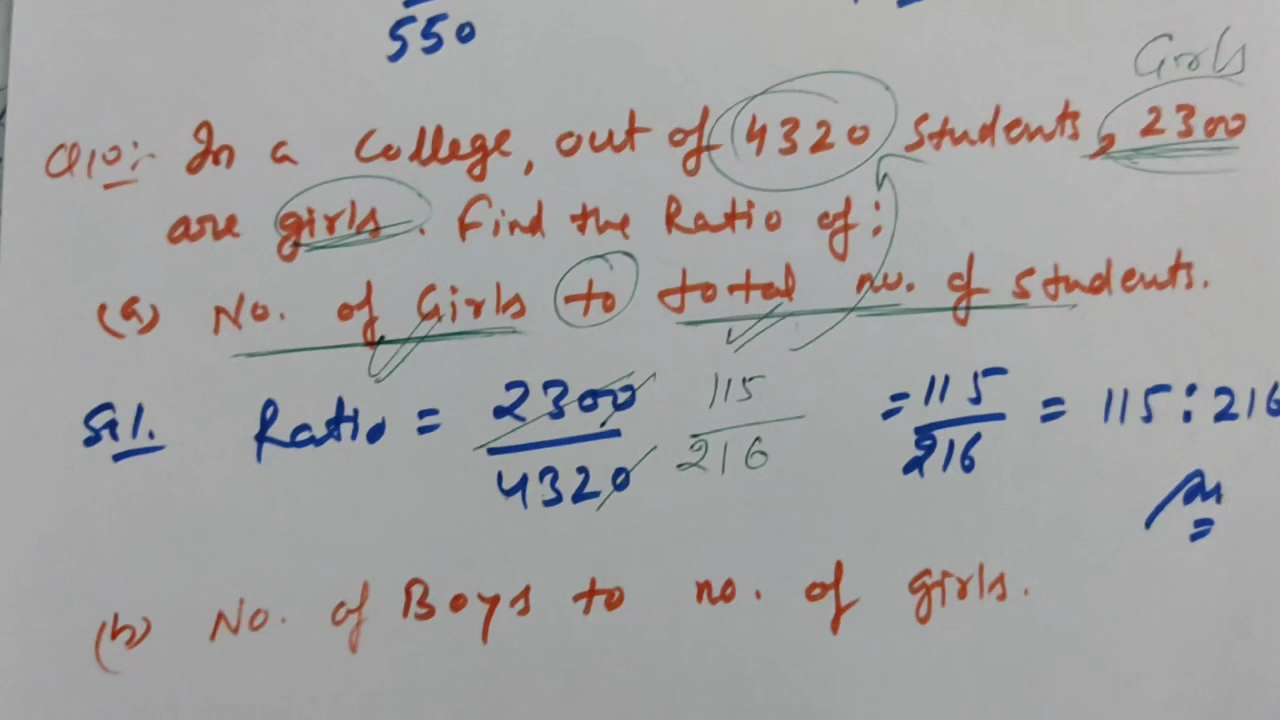 550
Girls
Q10:- In a College, out of 4320 students, 2300
are girls. Find the Ratio of:
(a) No. of Girls to total no. of students.
Sol. Ratio = 2300/4320 115/216 = 115/216 = 115:216
Ans
(b) No. of Boys to no. of girls.